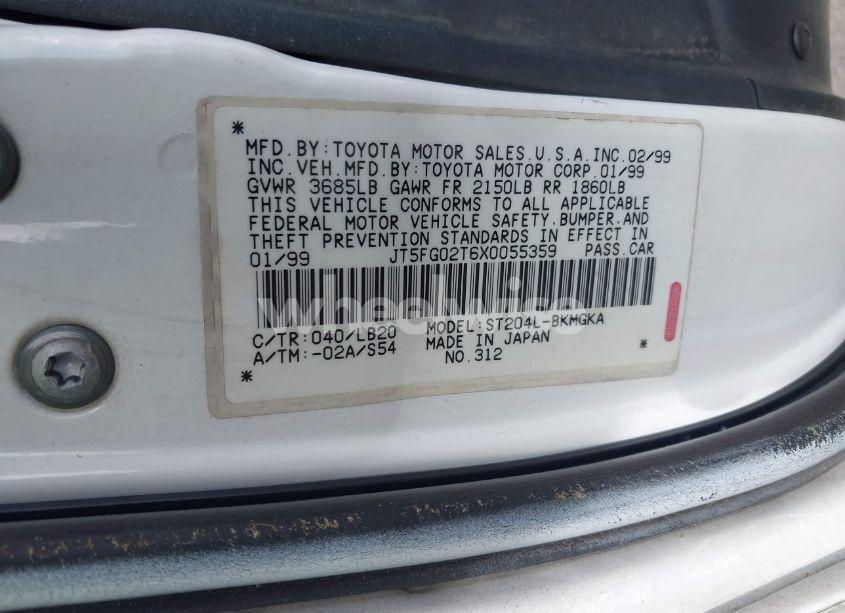 *
MFD.BY:TOYOTA MOTOR SALES.U.S.A.INC.02/99
INC.VEH.MFD.BY:TOYOTA MOTOR CORP.01/99
GVWR 3685LB GAWR FR 2150LB RR 1860LB
THIS VEHICLE CONFORMS TO ALL APPLICABLE
FEDERAL MOTOR VEHICLE SAFETY.BUMPER.AND
THEFT PREVENTION STANDARDS IN EFFECT IN
01/99 JT5FG02T6X0055359 PASS.CAR
wheelwise
C/TR: 040/LB20 MODEL:ST204L-BKMGKA
A/TM:-02A/S54 MADE IN JAPAN
NO.312 *
*